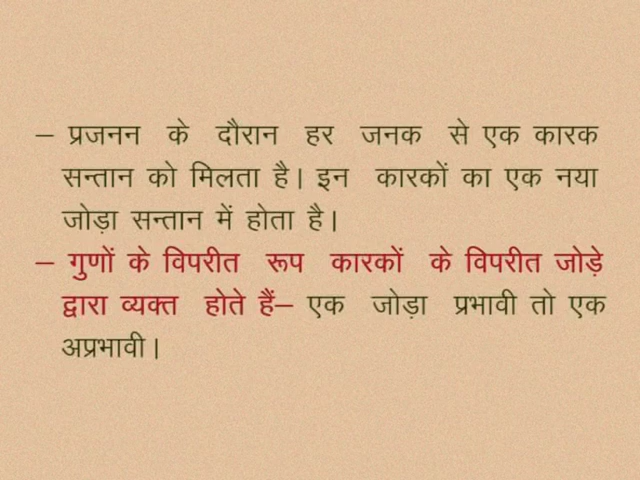 – प्रजनन के दौरान हर जनक से एक कारक
सन्तान को मिलता है। इन कारकों का एक नया
जोड़ा सन्तान में होता है।
– गुणों के विपरीत रूप कारकों के विपरीत जोड़े
द्वारा व्यक्त होते हैं– एक जोड़ा प्रभावी तो एक
अप्रभावी।